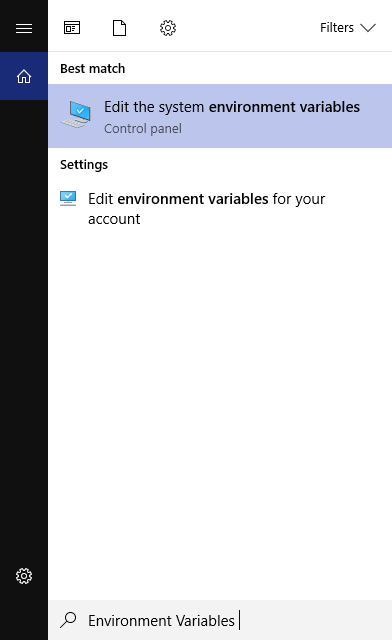 Filters
Best match
Edit the system environment variables
Control panel
Settings
Edit environment variables for your
account
Environment Variables